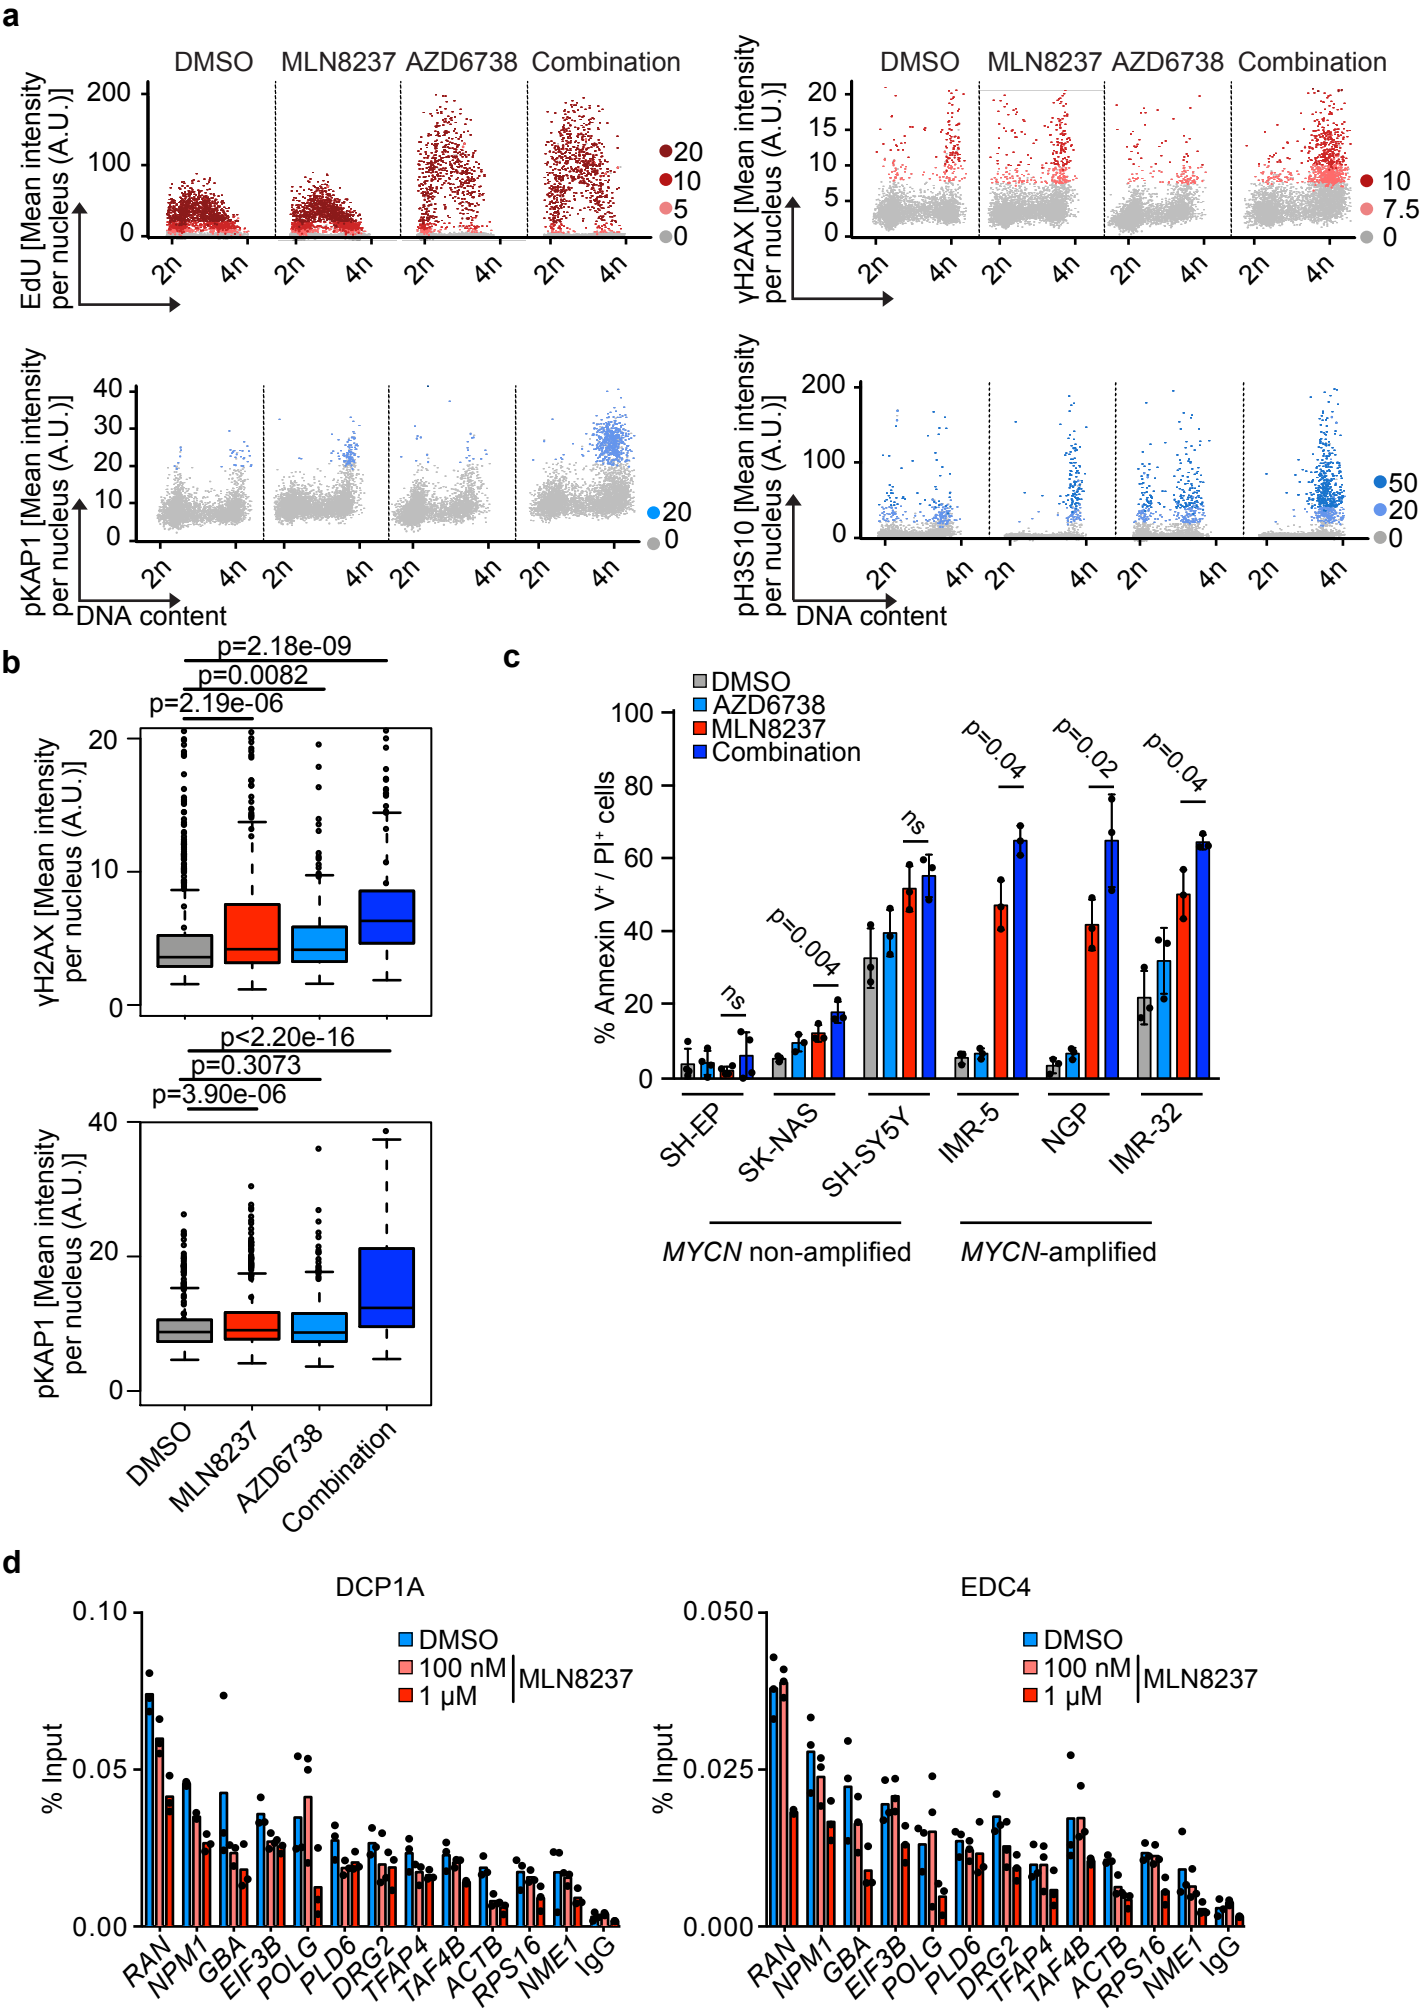 a
DMSO MLN8237 AZD6738 Combination
EdU [Mean intensity
per nucleus (A.U.)]
200
100
0
20
10
5
0
2n 4n 2n 4n 2n 4n 2n 4n
DMSO MLN8237 AZD6738 Combination
γH2AX [Mean intensity
per nucleus (A.U.)]
20
15
10
5
0
10
7.5
0
2n 4n 2n 4n 2n 4n 2n 4n
pKAP1 [Mean intensity
per nucleus (A.U.)]
40
30
20
10
0
20
0
2n 4n 2n 4n 2n 4n 2n 4n
DNA content
pH3S10 [Mean intensity
per nucleus (A.U.)]
200
100
0
50
20
0
2n 4n 2n 4n 2n 4n 2n 4n
DNA content
b
p=2.18e-09
p=0.0082
p=2.19e-06
γH2AX [Mean intensity
per nucleus (A.U.)]
20
10
0
p<2.20e-16
p=0.3073
p=3.90e-06
pKAP1 [Mean intensity
per nucleus (A.U.)]
40
20
0
DMSO
MLN8237
AZD6738
Combination
c
DMSO
AZD6738
MLN8237
Combination
% Annexin V⁺ / PI⁺ cells
100
80
60
40
20
0
ns
p=0.004
ns
p=0.04
p=0.02
p=0.04
SH-EP
SK-NAS
SH-SY5Y
IMR-5
NGP
IMR-32
MYCN non-amplified
MYCN-amplified
d
DCP1A
% Input
0.10
0.05
0.00
DMSO
100 nM
1 µM
MLN8237
RAN
NPM1
GBA
EIF3B
POLG
PLD6
DRG2
TFAP4
TAF4B
ACTB
RPS16
NME1
IgG
EDC4
% Input
0.050
0.025
0.000
DMSO
100 nM
1 µM
MLN8237
RAN
NPM1
GBA
EIF3B
POLG
PLD6
DRG2
TFAP4
TAF4B
ACTB
RPS16
NME1
IgG